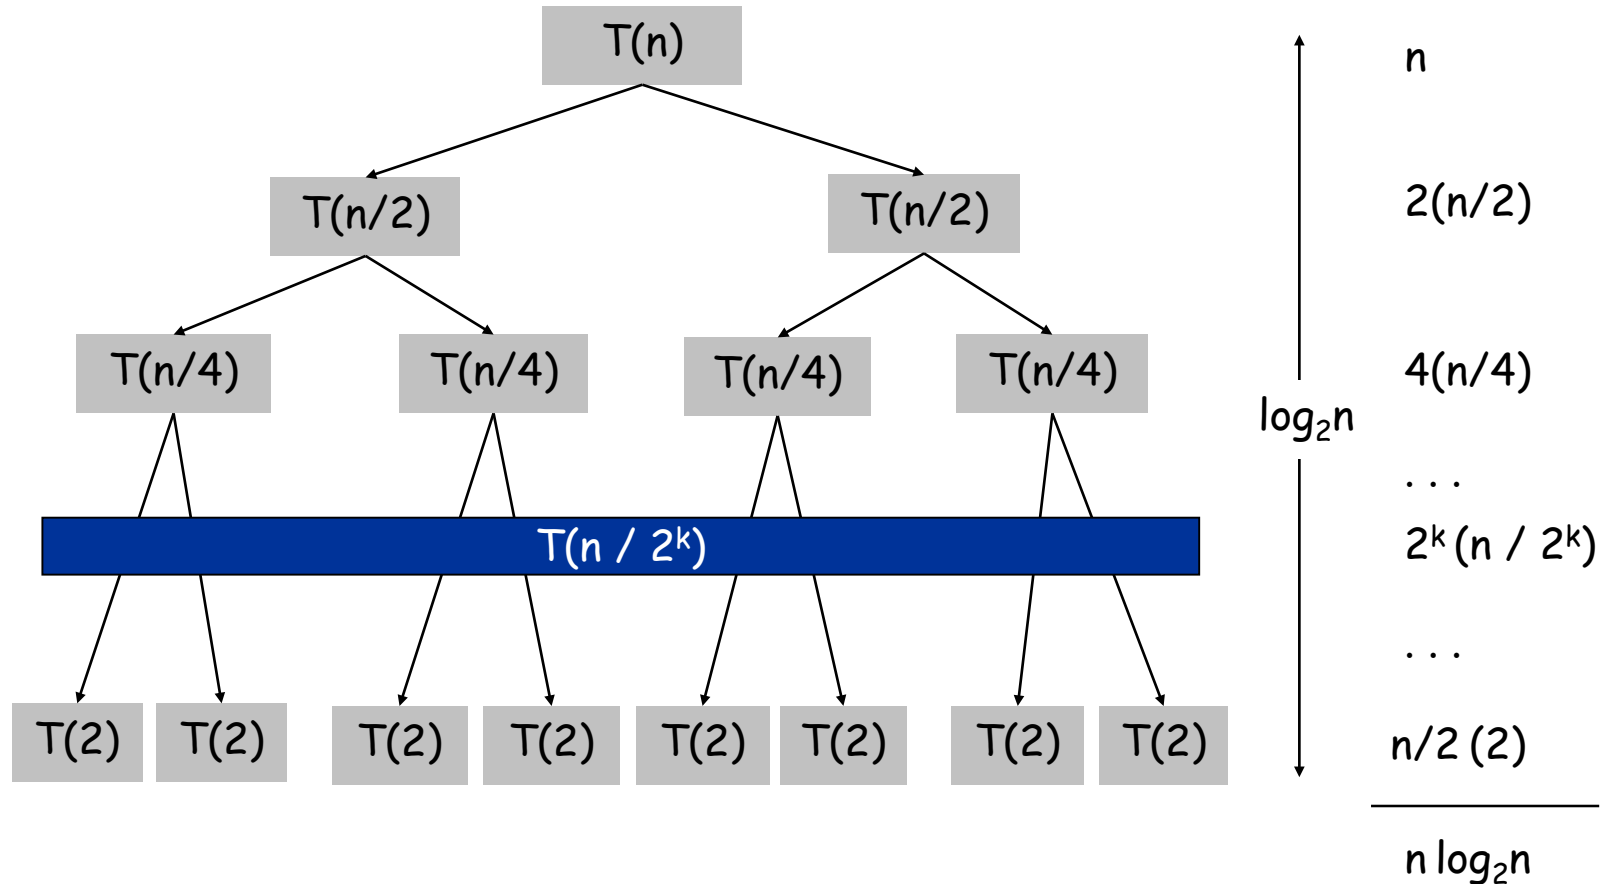 T(n) n
T(n/2) T(n/2) 2(n/2)
T(n/4) T(n/4) T(n/4) T(n/4) 4(n/4)
log₂n
. . .
T(n / 2ᵏ) 2ᵏ (n / 2ᵏ)
. . .
T(2) T(2) T(2) T(2) T(2) T(2) T(2) T(2) n/2 (2)
n log₂n